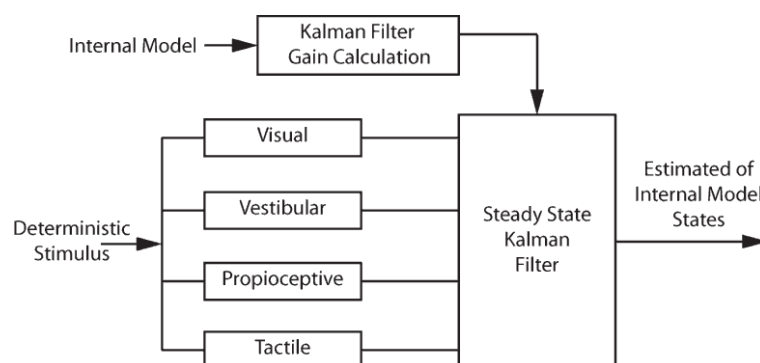 Internal Model
Kalman Filter
Gain Calculation
Visual
Vestibular
Propioceptive
Tactile
Deterministic
Stimulus
Steady State
Kalman
Filter
Estimated of
Internal Model
States